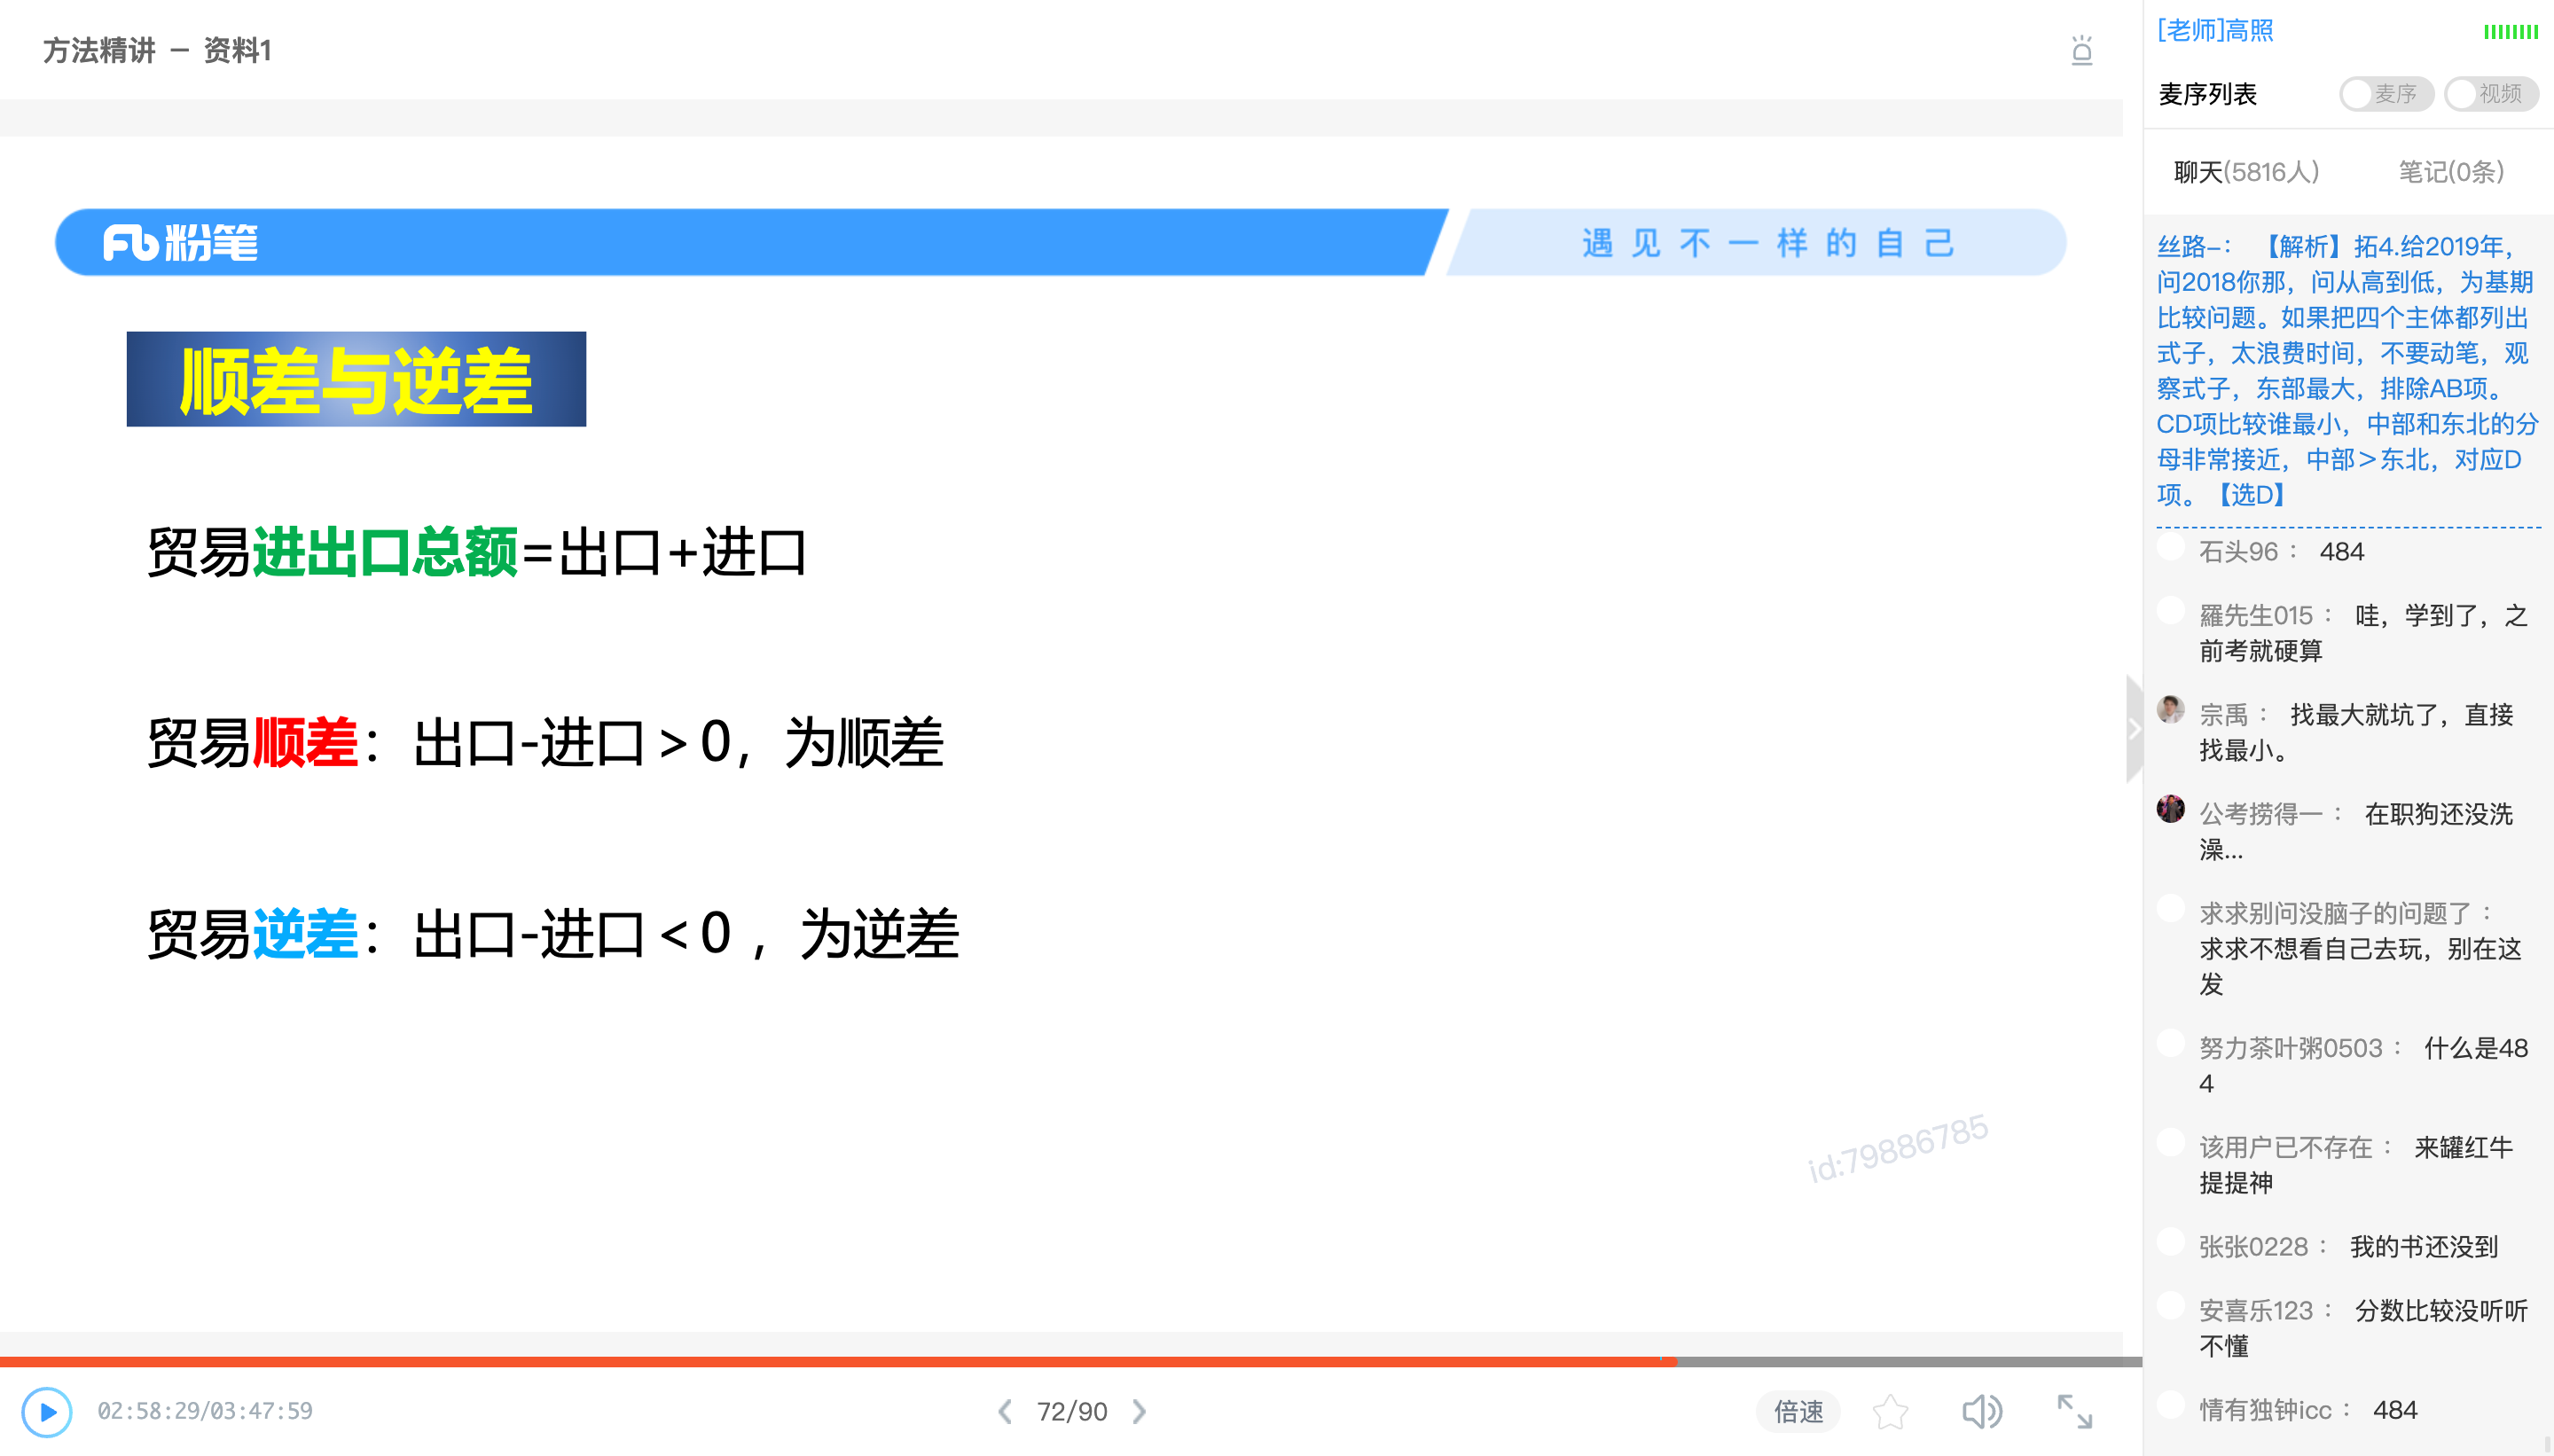 方法精讲 – 资料1
粉笔
遇见不一样的自己
顺差与逆差
贸易进出口总额=出口+进口
贸易顺差：出口-进口＞0，为顺差
贸易逆差：出口-进口＜0 ，为逆差
id:79886785
02:58:29/03:47:59
72/90
倍速
[老师]高照
麦序列表
麦序
视频
聊天(5816人)
笔记(0条)
丝路–： 【解析】拓4.给2019年，
问2018你那，问从高到低，为基期
比较问题。如果把四个主体都列出
式子，太浪费时间，不要动笔，观
察式子，东部最大，排除AB项。
CD项比较谁最小，中部和东北的分
母非常接近，中部＞东北，对应D
项。【选D】
石头96： 484
羅先生015： 哇，学到了，之
前考就硬算
宗禹： 找最大就坑了，直接
找最小。
公考捞得一： 在职狗还没洗
澡...
求求别问没脑子的问题了：
求求不想看自己去玩，别在这
发
努力茶叶粥0503： 什么是48
4
该用户已不存在： 来罐红牛
提提神
张张0228： 我的书还没到
安喜乐123： 分数比较没听听
不懂
情有独钟icc： 484